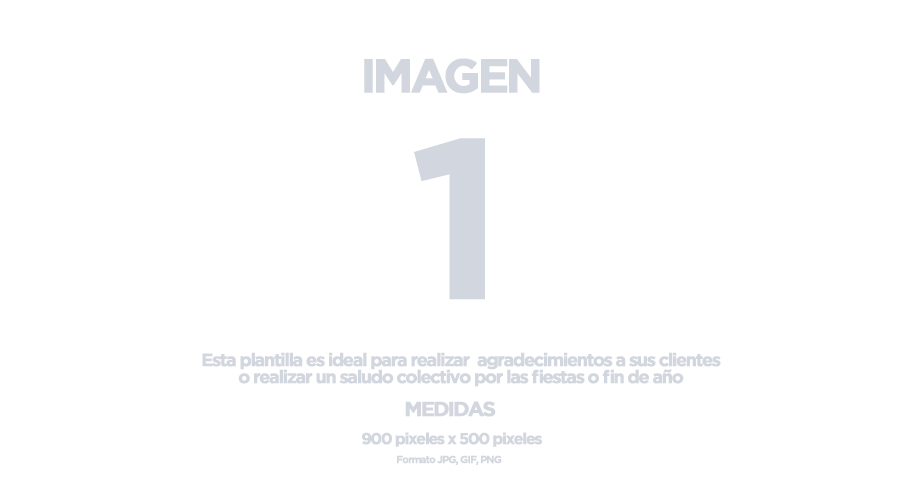 IMAGEN
1
Esta plantilla es ideal para realizar agradecimientos a sus clientes
o realizar un saludo colectivo por las fiestas o fin de año
MEDIDAS
900 pixeles x 500 pixeles
Formato JPG, GIF, PNG